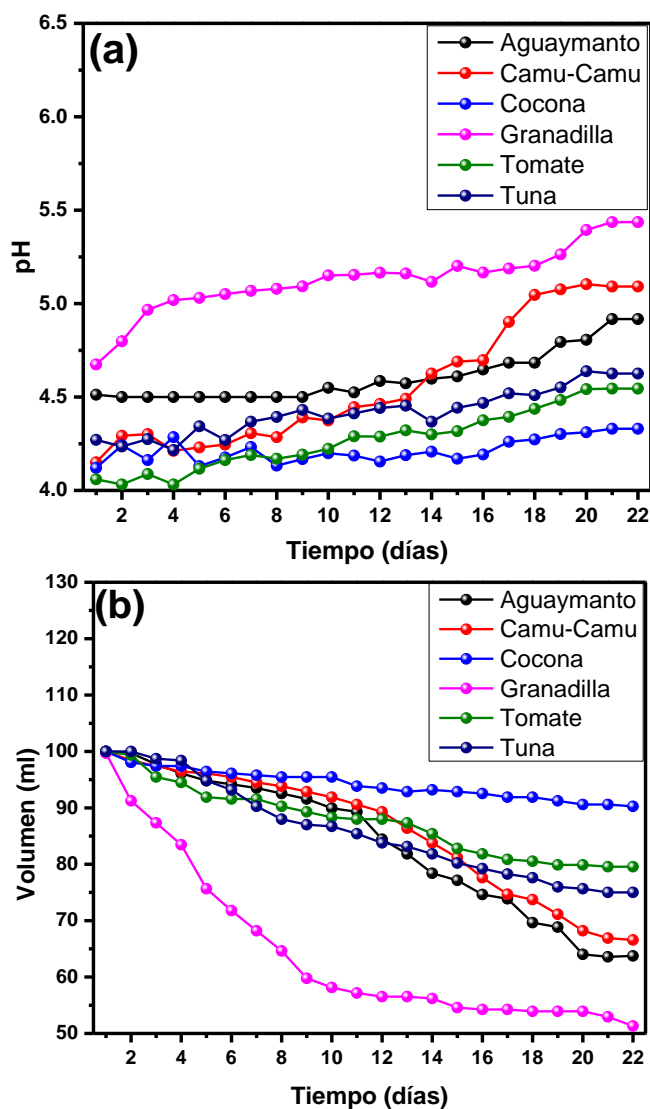 (a)
6.5
6.0
5.5
5.0
4.5
4.0
pH
Aguaymanto
Camu-Camu
Cocona
Granadilla
Tomate
Tuna
2 4 6 8 10 12 14 16 18 20 22
Tiempo (días)
(b)
130
120
110
100
90
80
70
60
50
Volumen (ml)
Aguaymanto
Camu-Camu
Cocona
Granadilla
Tomate
Tuna
2 4 6 8 10 12 14 16 18 20 22
Tiempo (días)